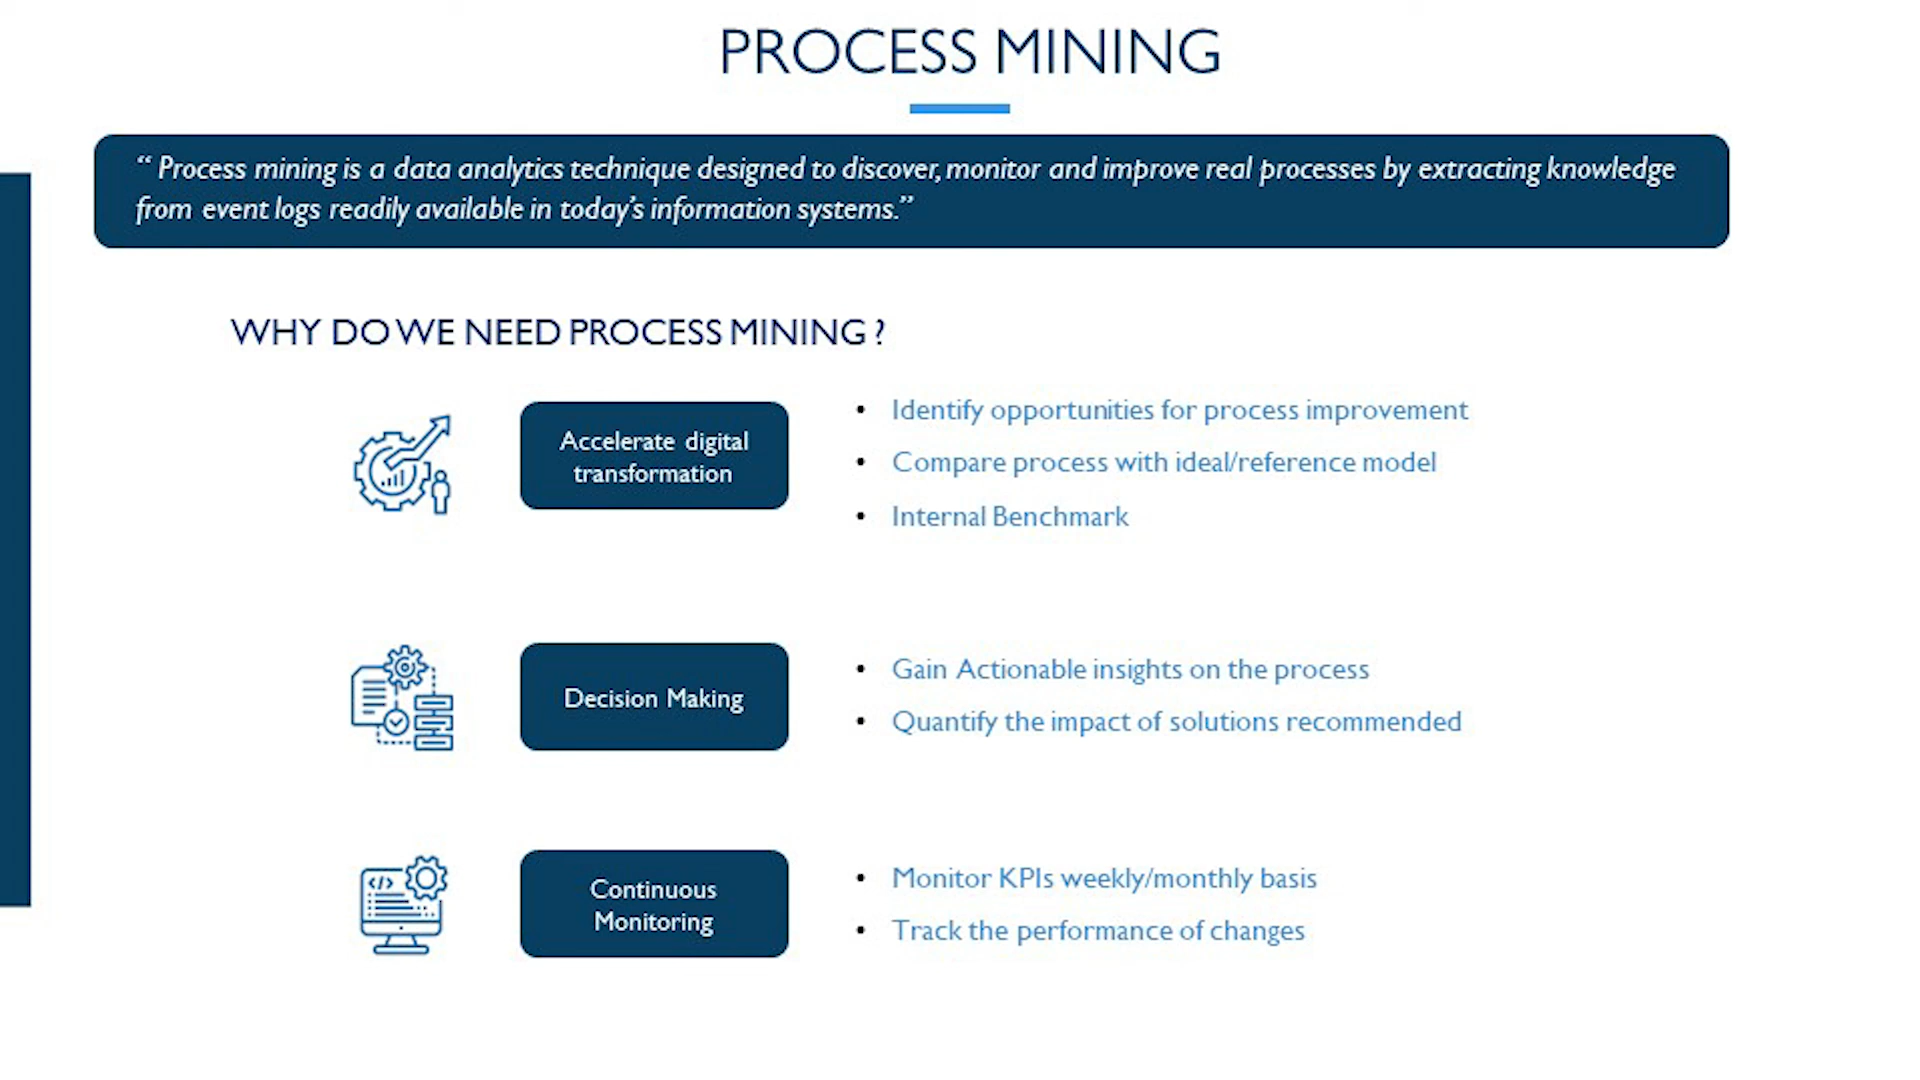 PROCESS MINING
“ Process mining is a data analytics technique designed to discover, monitor and improve real processes by extracting knowledge
from event logs readily available in today’s information systems.”
WHY DO WE NEED PROCESS MINING ?
Accelerate digital
transformation
• Identify opportunities for process improvement
• Compare process with ideal/reference model
• Internal Benchmark
Decision Making
• Gain Actionable insights on the process
• Quantify the impact of solutions recommended
</>
Continuous
Monitoring
• Monitor KPIs weekly/monthly basis
• Track the performance of changes